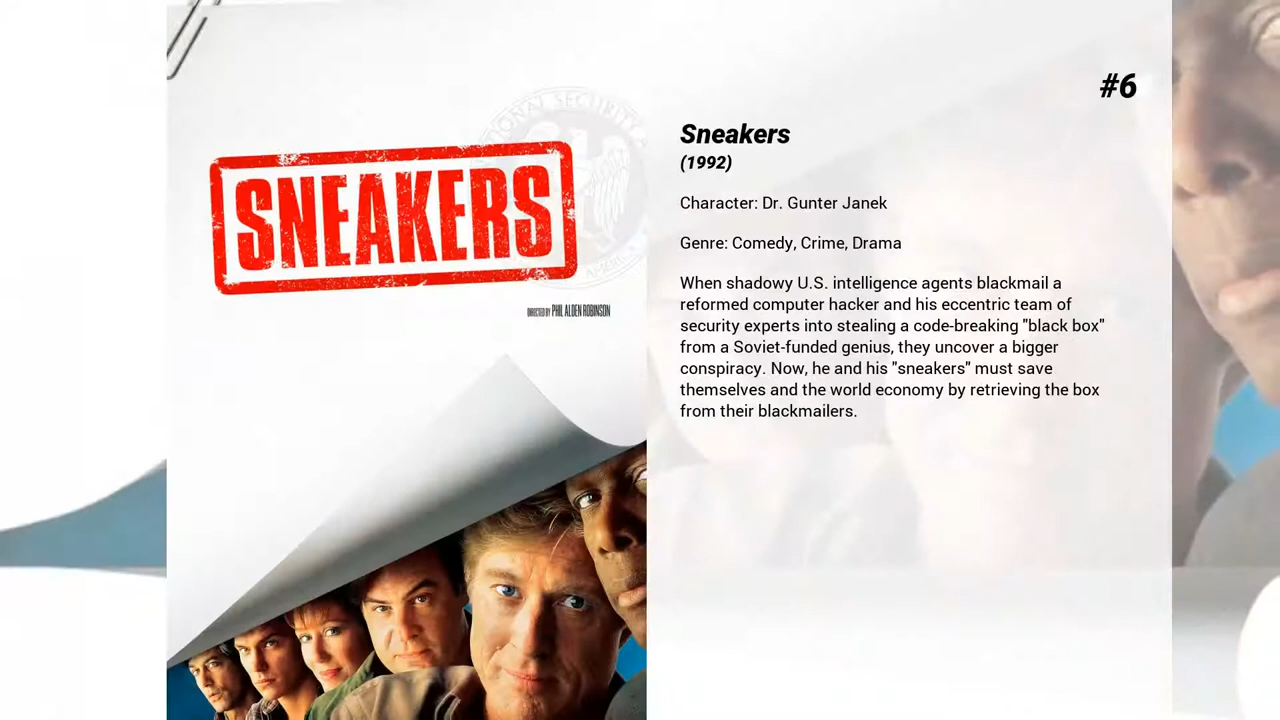 #6
NATIONAL SECURITY
SNEAKERS
DIRECTED BY PHIL ALDEN ROBINSON
Sneakers
(1992)
Character: Dr. Gunter Janek
Genre: Comedy, Crime, Drama
When shadowy U.S. intelligence agents blackmail a
reformed computer hacker and his eccentric team of
security experts into stealing a code-breaking "black box"
from a Soviet-funded genius, they uncover a bigger
conspiracy. Now, he and his "sneakers" must save
themselves and the world economy by retrieving the box
from their blackmailers.